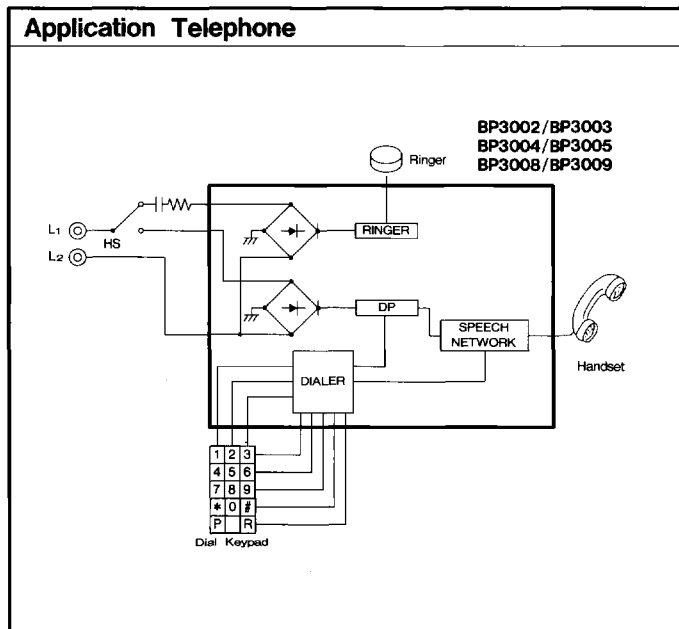 Application Telephone
BP3002/BP3003
BP3004/BP3005
BP3008/BP3009
Ringer
L1
HS
L2
RINGER
DP
SPEECH
NETWORK
Handset
DIALER
1 2 3
4 5 6
7 8 9
* 0 #
P R
Dial Keypad